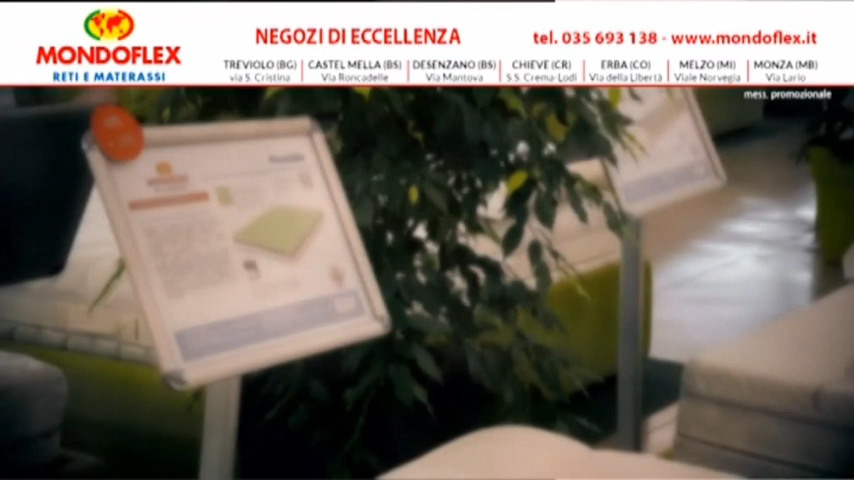 MONDOFLEX
RETI E MATERASSI
NEGOZI DI ECCELLENZA
tel. 035 693 138 - www.mondoflex.it
TREVIOLO (BG)
via S. Cristina
CASTEL MELLA (BS)
Via Roncadelle
DESENZANO (BS)
Via Mantova
CHIEVE (CR)
S.S. Crema-Lodi
ERBA (CO)
Via della Libertà
MELZO (MI)
Viale Norvegia
MONZA (MB)
Via Lario
mess. promozionale